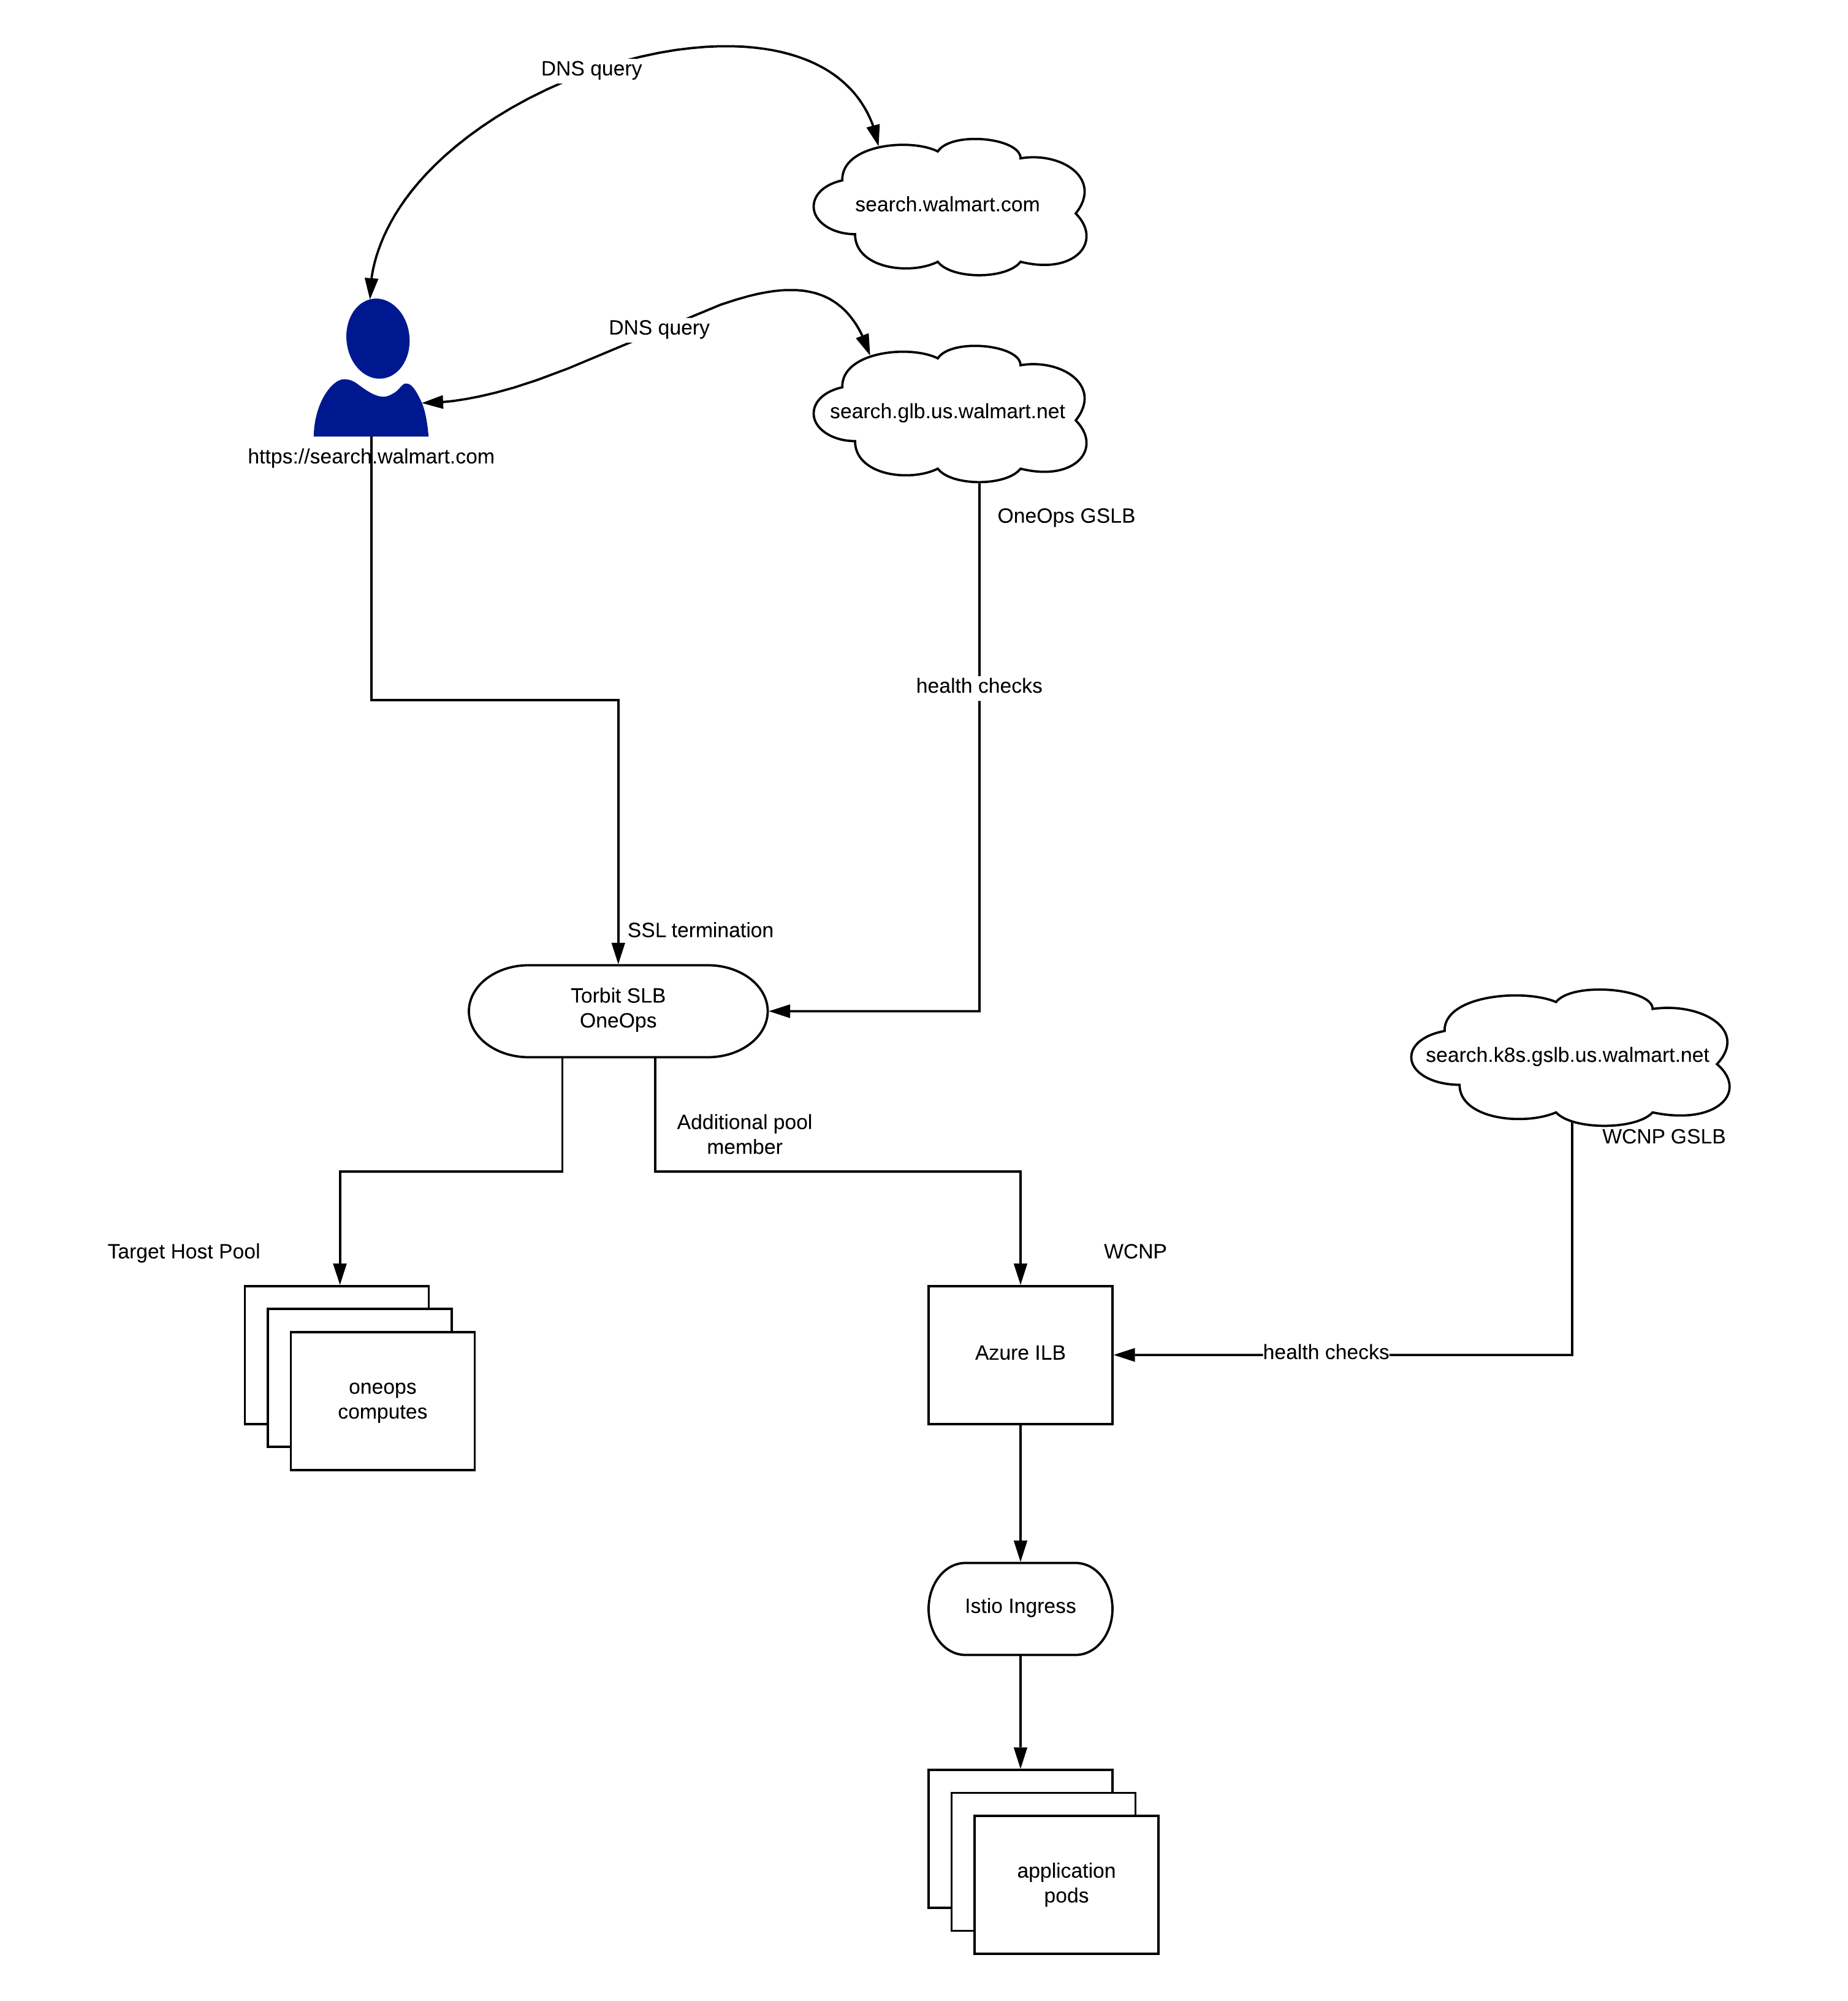 DNS query
search.walmart.com
DNS query
search.glb.us.walmart.net
https://search.walmart.com
OneOps GSLB
health checks
SSL termination
Torbit SLB
OneOps
search.k8s.gslb.us.walmart.net
WCNP GSLB
Additional pool
member
Target Host Pool
WCNP
Azure ILB
health checks
oneops
computes
Istio Ingress
application
pods